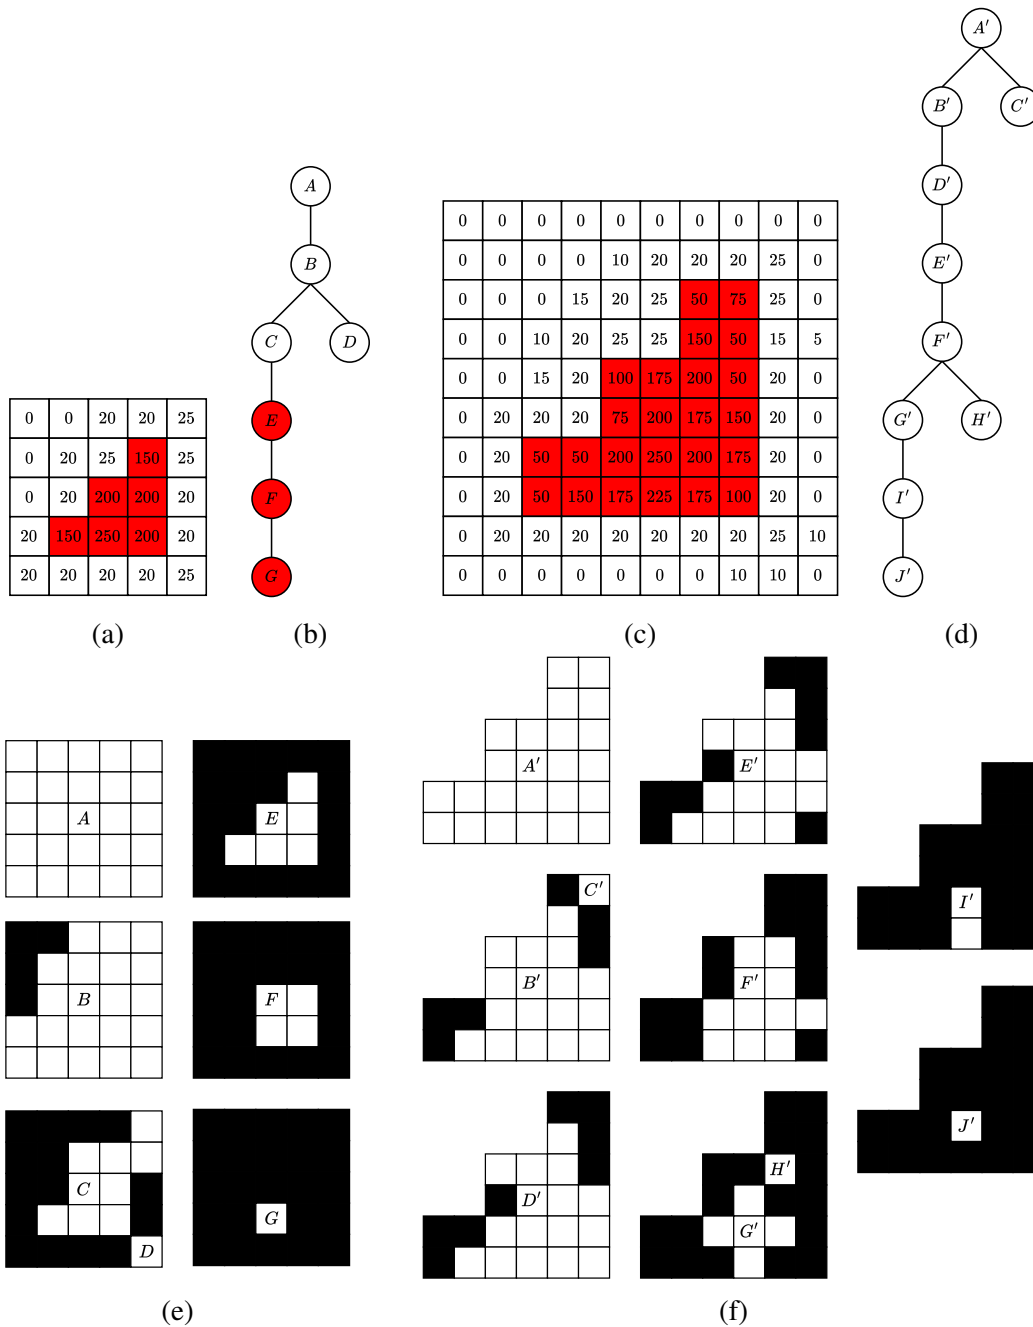 A
B
C D
E
F
G
A′
B′ C′
D′
E′
F′
G′ H′
I′
J′
0 0 20 20 25
0 20 25 150 25
0 20 200 200 20
20 150 250 200 20
20 20 20 20 25
0 0 0 0 0 0 0 0 0 0
0 0 0 0 10 20 20 20 25 0
0 0 0 15 20 25 50 75 25 0
0 0 10 20 25 25 150 50 15 5
0 0 15 20 100 175 200 50 20 0
0 20 20 20 75 200 175 150 20 0
0 20 50 50 200 250 200 175 20 0
0 20 50 150 175 225 175 100 20 0
0 20 20 20 20 20 20 20 25 10
0 0 0 0 0 0 0 10 10 0
(a) (b) (c) (d)
A
E
B
F
C
D
G
A′
E′
C′
B′
F′
D′
H′
G′
I′
J′
(e) (f)